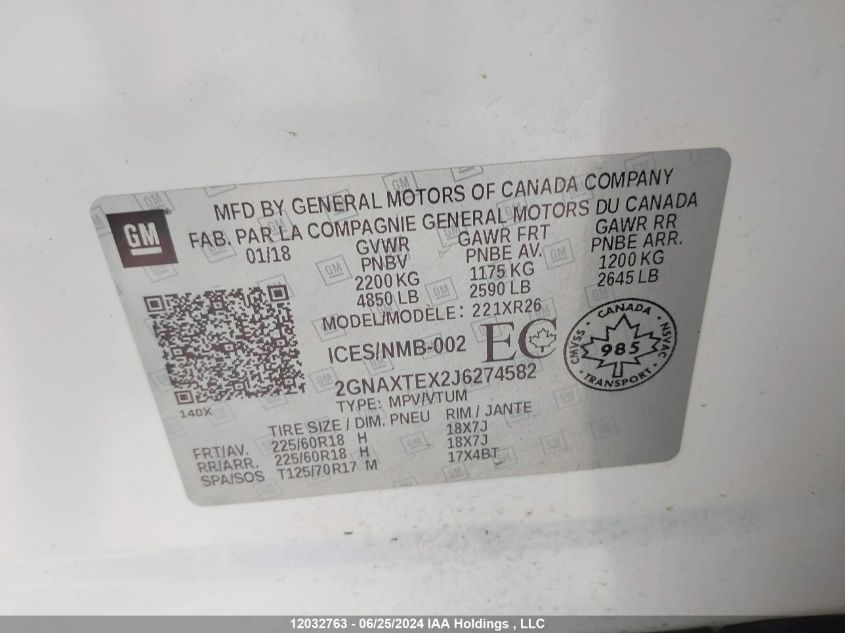 GM
MFD BY GENERAL MOTORS OF CANADA COMPANY
FAB. PAR LA COMPAGNIE GENERAL MOTORS DU CANADA
01/18 GVWR GAWR FRT GAWR RR
PNBV PNBE AV. PNBE ARR.
2200 KG 1175 KG 1200 KG
4850 LB 2590 LB 2645 LB
MODEL/MODÈLE: 221XR26
ICES/NMB-002 EC
CANADA
CMVSS 985 NSVAC
TRANSPORT
2GNAXTEX2J6274582
140X
TYPE: MPV/VTUM
TIRE SIZE / DIM. PNEU RIM / JANTE
FRT/AV. 225/60R18 H 18X7J
RR/ARR. 225/60R18 H 18X7J
SPA/SOS T125/70R17 M 17X4BT
12032763 - 06/25/2024 IAA Holdings , LLC